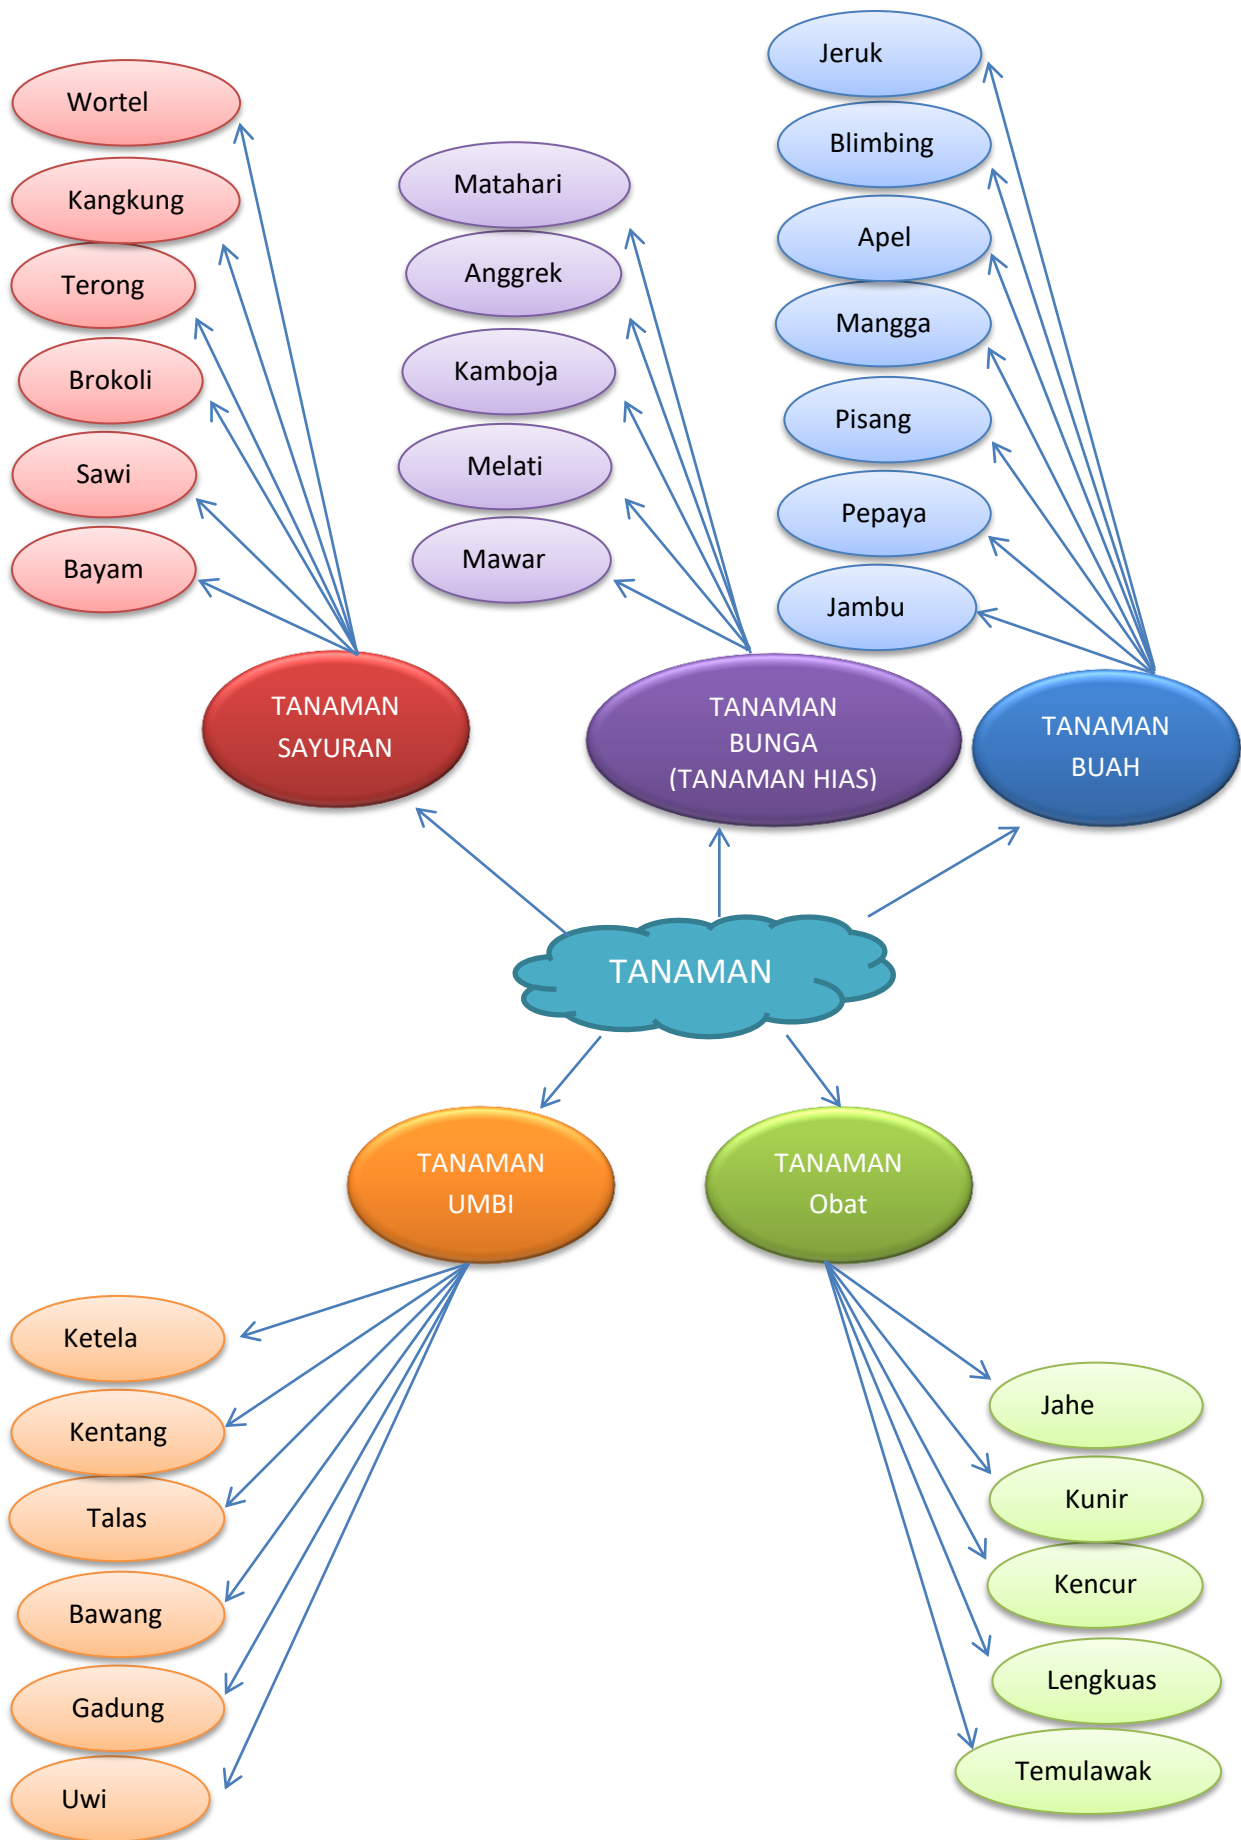 Wortel
Kangkung
Terong
Brokoli
Sawi
Bayam
Matahari
Anggrek
Kamboja
Melati
Mawar
Jeruk
Blimbing
Apel
Mangga
Pisang
Pepaya
Jambu
TANAMAN
SAYURAN
TANAMAN
BUNGA
(TANAMAN HIAS)
TANAMAN
BUAH
TANAMAN
TANAMAN
UMBI
TANAMAN
Obat
Ketela
Kentang
Talas
Bawang
Gadung
Uwi
Jahe
Kunir
Kencur
Lengkuas
Temulawak